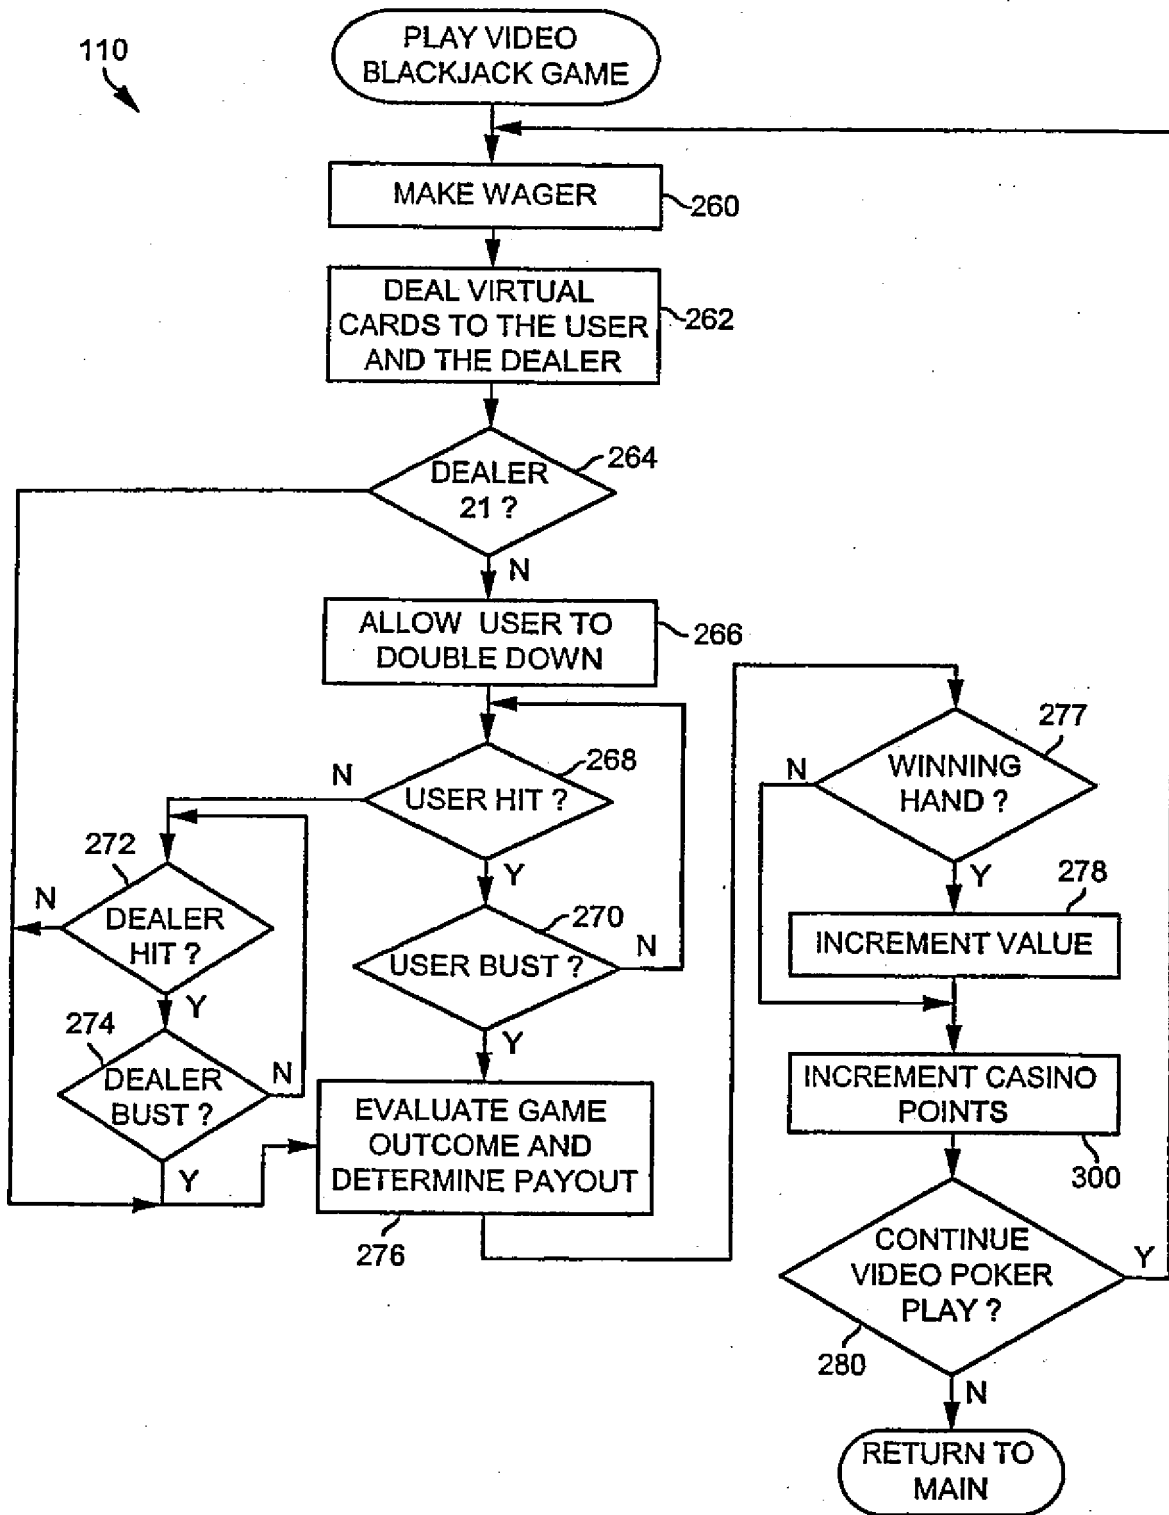 110
PLAY VIDEO
BLACKJACK GAME
MAKE WAGER
260
DEAL VIRTUAL
CARDS TO THE USER
AND THE DEALER
262
DEALER
21 ?
264
N
ALLOW USER TO
DOUBLE DOWN
266
USER HIT ?
268
N
Y
USER BUST ?
270
N
Y
DEALER
HIT ?
272
N
Y
DEALER
BUST ?
274
N
Y
EVALUATE GAME
OUTCOME AND
DETERMINE PAYOUT
276
WINNING
HAND ?
277
N
Y
INCREMENT VALUE
278
INCREMENT CASINO
POINTS
300
CONTINUE
VIDEO POKER
PLAY ?
280
Y
N
RETURN TO
MAIN